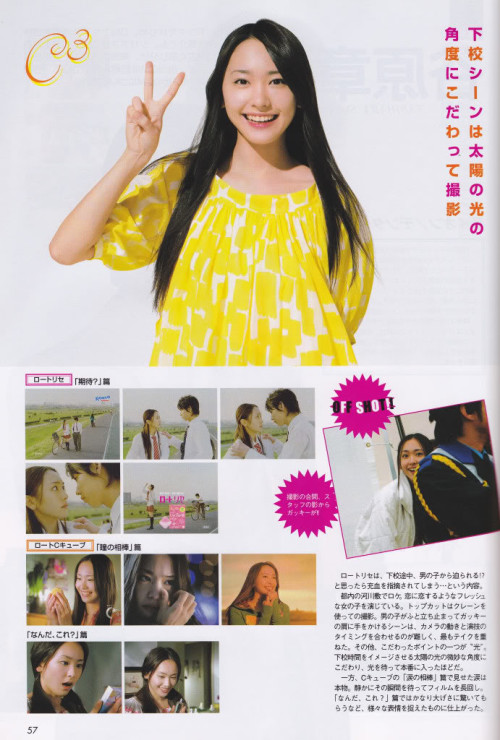 C3
下校シーンは太陽の光の
角度にこだわって撮影
ロートリセ 「期待?」篇
OFF SHOT!
ロートリセ
撮影の合間、ス
タッフの影から
ガッキーが!!
ロートCキューブ 「瞳の相棒」篇
「なんだ、これ?」篇
ロートリセは、下校途中、男の子から迫られる!?
と思ったら充血を指摘されてしまう…という内容。
都内の河川敷でロケ。恋に恋するようなフレッシュ
な女の子を演じている。トップカットはクレーンを
使っての撮影。男の子がふと立ち止まってガッキー
の肩に手をかけるシーンは、カメラの動きと演技の
タイミングを合わせるのが難しく、最もテイクを重
ねた。その他、こだわったポイントの一つが“光”。
下校時間をイメージさせる太陽の光の微妙な角度に
こだわり、光を待って本番に入ったほどだ。
一方、Cキューブの「涙の相棒」篇で見せた涙は
本物。静かにその瞬間を待ってフィルムを長回し。
「なんだ、これ?」篇ではかなり大げさに驚いても
らうなど、様々な表情を捉えたものに仕上がった。
57